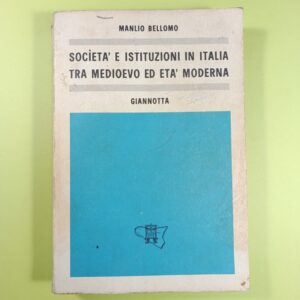 MANLIO BELLOMO
SOCIETA' E ISTITUZIONI IN ITALIA
TRA MEDIOEVO ED ETA' MODERNA
GIANNOTTA